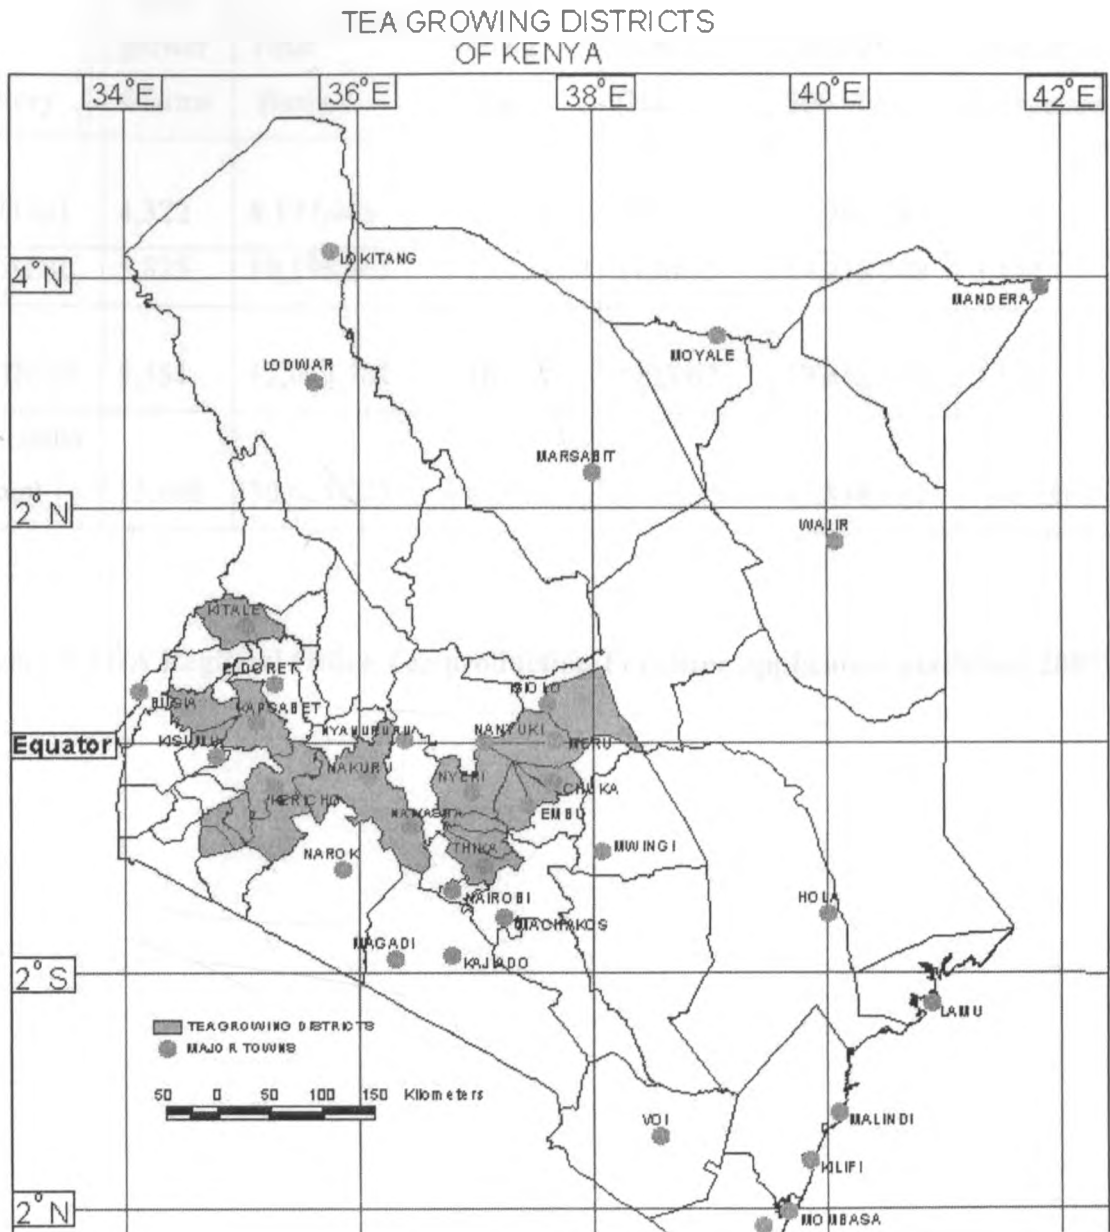 TEA GROWING DISTRICTS
OF KENYA
34°E 36°E 38°E 40°E 42°E
LOKITANG
4°N
MANDERA
MOYALE
LODWAR
MARSABIT
2°N
WAJIR
KITALE
ELDORET
BUSIA KAPSABET
ISIOLO
NYAHURURU
NANYUKI
Equator
KISUMU
MERU
NAKURU
NYERI
CHUKA
KERICHO
NAIVASHA
EMBU
THIKA
NAROK
MWINGI
NAIROBI
HOLA
MACHAKOS
MAGADI
KAJIADO
2°S
LAMU
TEA GROWING DISTRICTS
MAJOR TOWNS
50 0 50 100 150 Kilometers
VOI
MALINDI
KILIFI
2°N
MOMBASA